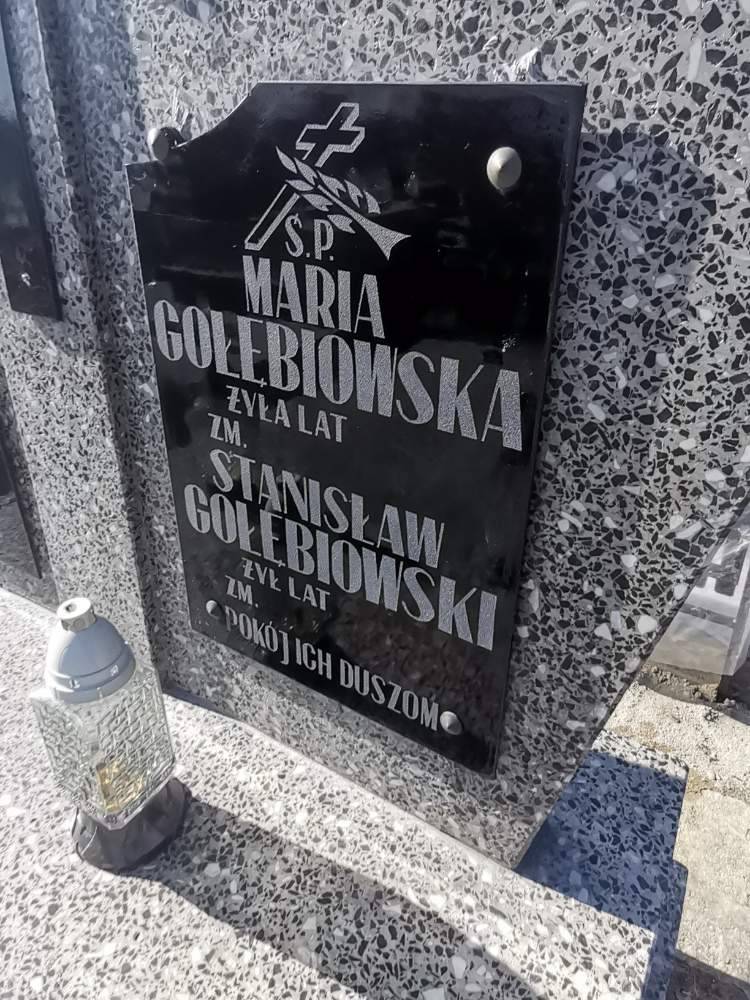 Ś.P.
MARIA
GOŁĘBIOWSKA
ŻYŁA LAT
ZM.
STANISŁAW
GOŁĘBIOWSKI
ŻYŁ LAT
ZM.
POKÓJ ICH DUSZOM